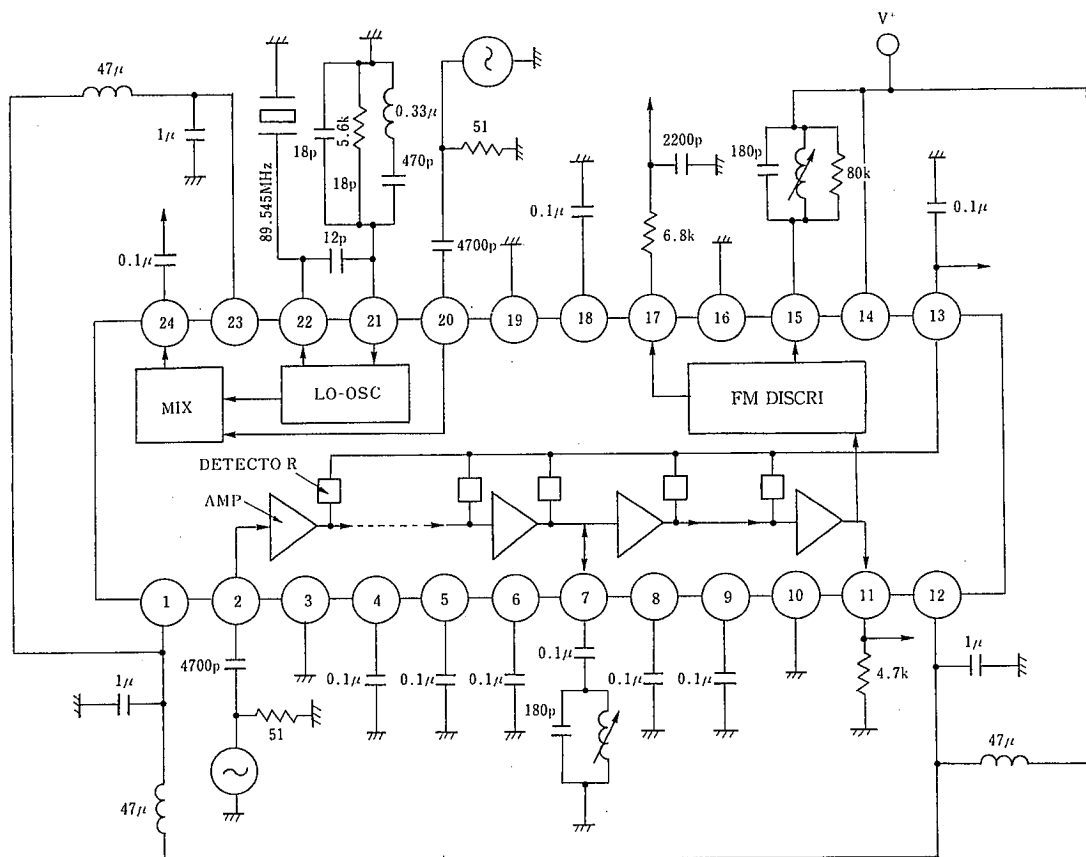 V⁺
47μ
1μ
89.545MHz
18p
5.6k
18p
0.33μ
470p
51
12p
4700p
0.1μ
2200p
6.8k
180p
80k
0.1μ
0.1μ
24
23
22
21
20
19
18
17
16
15
14
13
MIX
LO-OSC
FM DISCRI
DETECTOR
AMP
1
2
3
4
5
6
7
8
9
10
11
12
4700p
0.1μ
0.1μ
0.1μ
0.1μ
0.1μ
0.1μ
4.7k
1μ
1μ
51
180p
47μ
47μ